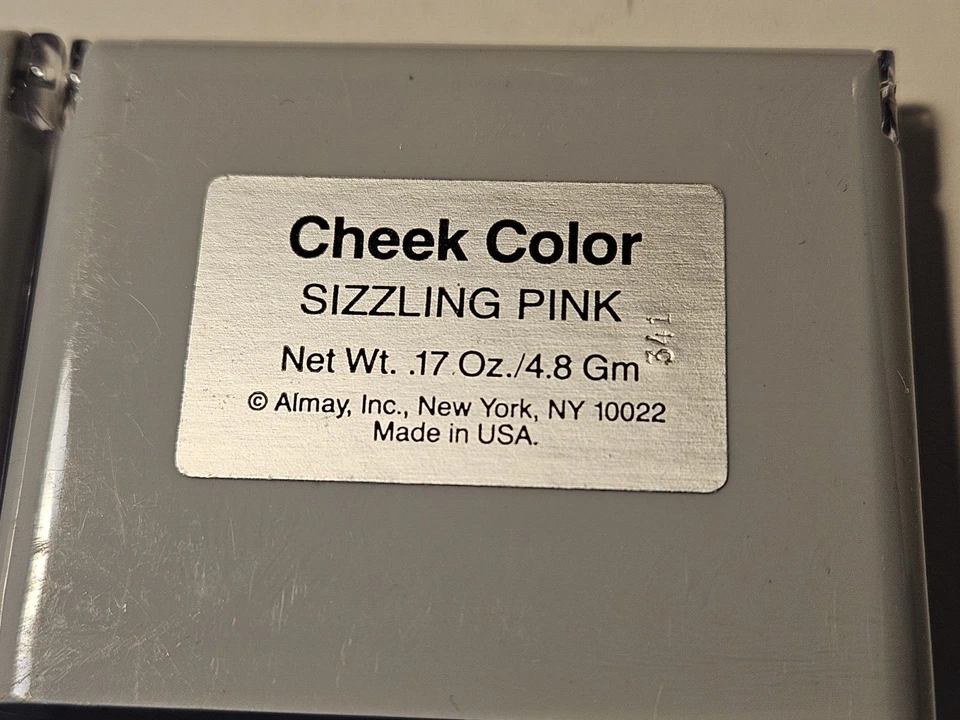 Cheek Color
SIZZLING PINK
341
Net Wt. .17 Oz./4.8 Gm
© Almay, Inc., New York, NY 10022
Made in USA.